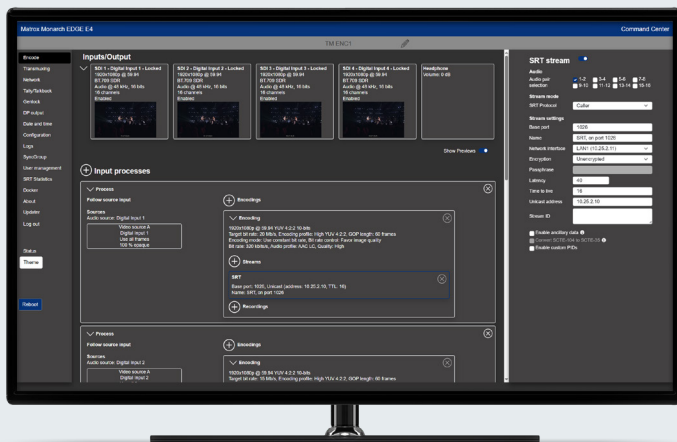 Matrox Monarch EDGE E4
Command Center
TM ENC1
Encode
Transmuxing
Network
Tally/Talkback
Genlock
DP output
Date and time
Configuration
Logs
SyncGroup
User management
SRT Statistics
Docker
About
Updater
Log out
Status
Theme
Reboot
Inputs/Output
SDI 1 - Digital Input 1 - Locked
1920x1080p @ 59.94
BT.709 SDR
Audio @ 48 kHz, 16 bits
16 channels
Enabled
SDI 2 - Digital Input 2 - Locked
1920x1080p @ 59.94
BT.709 SDR
Audio @ 48 kHz, 16 bits
16 channels
Enabled
SDI 3 - Digital Input 3 - Locked
1920x1080p @ 59.94
BT.709 SDR
Audio @ 48 kHz, 16 bits
16 channels
Enabled
SDI 4 - Digital Input 4 - Locked
1920x1080p @ 59.94
BT.709 SDR
Audio @ 48 kHz, 16 bits
16 channels
Enabled
Headphone
Volume: 0 dB
Show Previews
Input processes
Process
Follow source input
Sources
Audio source: Digital Input 1
Video source A
Digital Input 1
Use all frames
100 % opaque
Encodings
Encoding
1920x1080p @ 59.94 YUV 4:2:2 10-bits
Target bit rate: 20 Mb/s, Encoding profile: High YUV 4:2:2, GOP length: 60 frames
Encoding mode: Use constant bit rate, Bit rate control: Favor image quality
Bit rate: 320 kbits/s, Audio profile: AAC LC, Quality: High
Streams
SRT
Base port: 1028, Unicast (address: 10.25.2.10, TTL: 16)
Name: SRT, on port 1028
Recordings
Process
Follow source input
Sources
Audio source: Digital Input 2
Video source A
Digital Input 2
Encodings
Encoding
1920x1080p @ 59.94 YUV 4:2:2 10-bits
Target bit rate: 15 Mb/s, Encoding profile: High YUV 4:2:2, GOP length: 60 frames
SRT stream
Audio
Audio pair selection
1-2 3-4 5-6 7-8
9-10 11-12 13-14 15-16
Stream mode
SRT Protocol Caller
Stream settings
Base port 1028
Name SRT, on port 1028
Network interface LAN1 (10.25.2.11)
Encryption Unencrypted
Passphrase
Latency 40
Time to live 16
Unicast address 10.25.2.10
Stream ID
Enable ancillary data
Convert SCTE-104 to SCTE-35
Enable custom PIDs